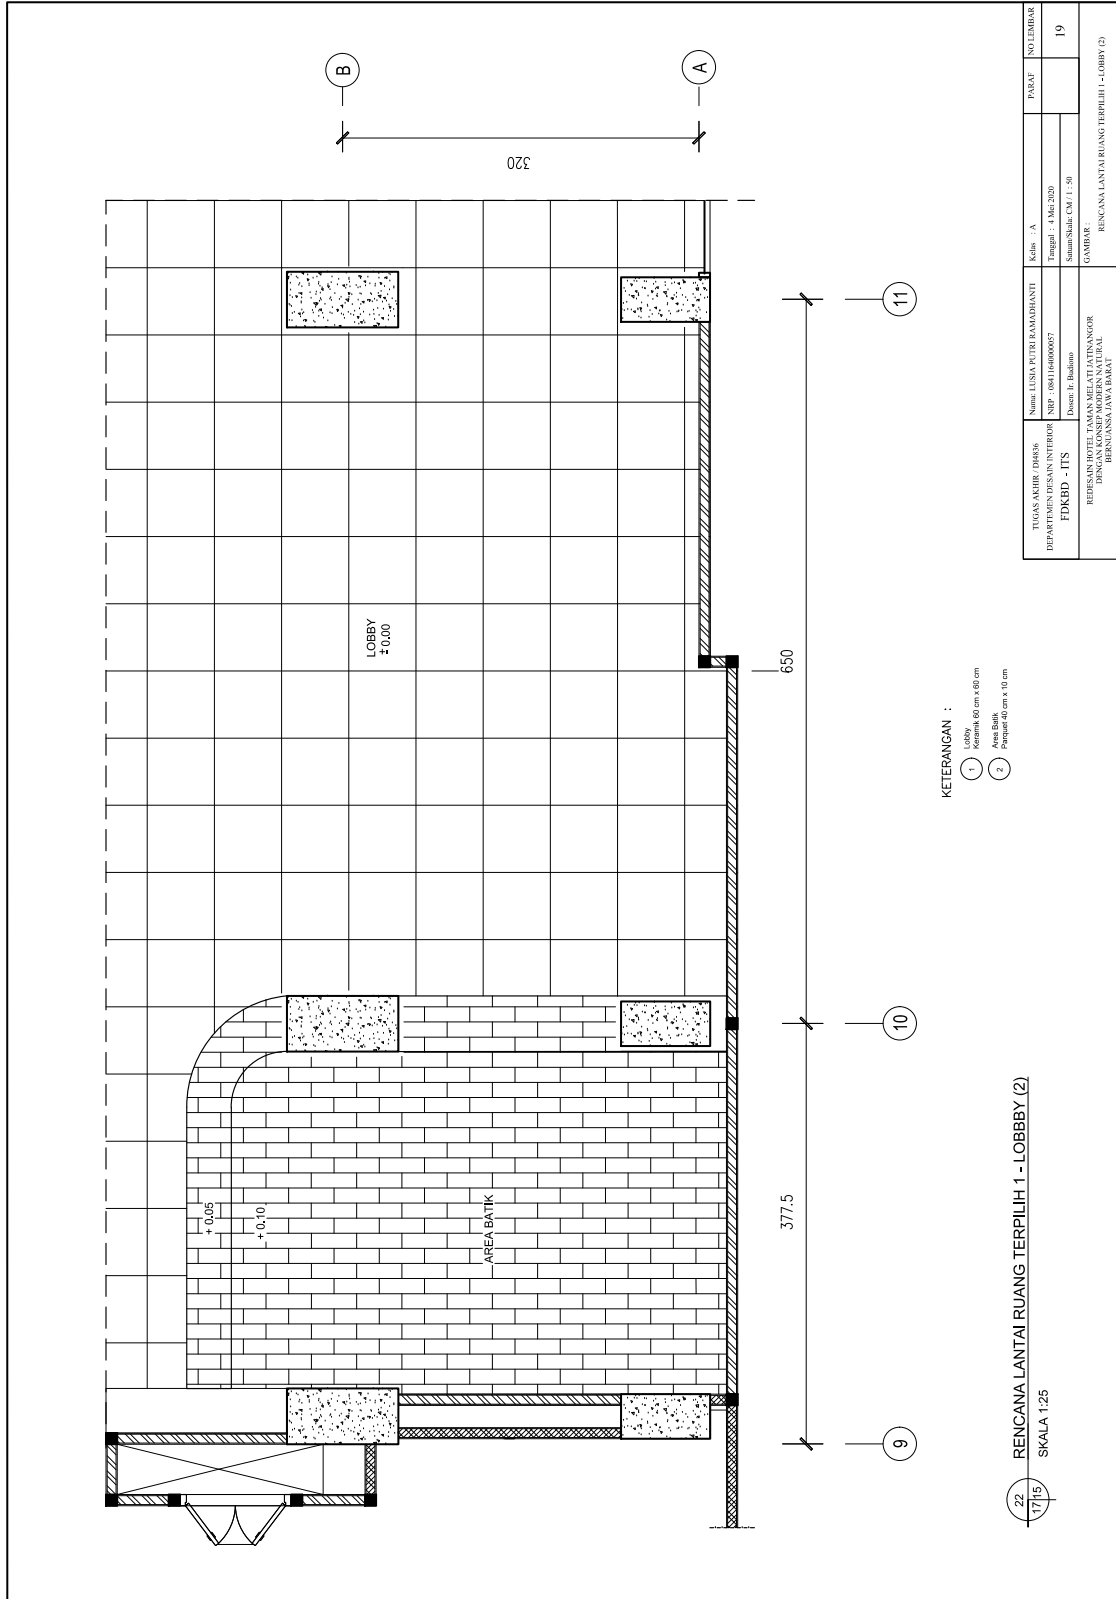 B
A
320
11
10
9
650
377.5
LOBBY
±0.00
+0.05
+0.10
AREA BATIK
KETERANGAN :
1
Lobby
Keramik 60 cm x 60 cm
2
Area Batik
Parquet 40 cm x 10 cm
22
17|15
RENCANA LANTAI RUANG TERPILIH 1 - LOBBBY (2)
SKALA 1:25
TUGAS AKHIR / DI4836
DEPARTEMEN DESAIN INTERIOR
FDKBD - ITS
Nama: LUSIA PUTRI RAMADHANTI
NRP : 08411640000057
Dosen: Ir. Budiono
Kelas : A
Tanggal : 4 Mei 2020
Satuan/Skala: CM / 1 : 50
PARAF
NO LEMBAR
19
REDESAIN HOTEL TAMAN MELATI JATINANGOR
DENGAN KONSEP MODERN NATURAL
BERNUANSA JAWA BARAT
GAMBAR :
RENCANA LANTAI RUANG TERPILIH 1 - LOBBY (2)